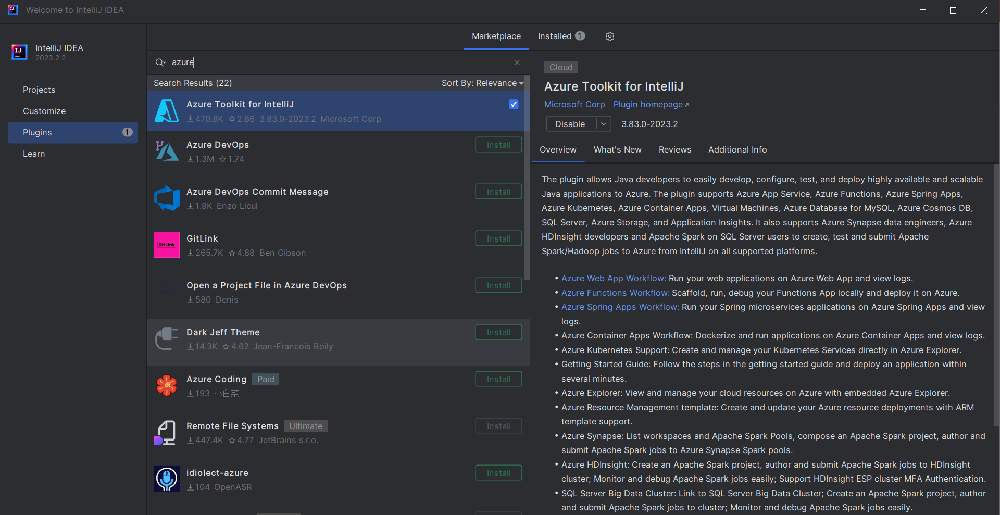 Welcome to IntelliJ IDEA
IntelliJ IDEA
2023.2.2
Projects
Customize
Plugins 1
Learn
Marketplace
Installed 1
azure
Search Results (22)
Sort By: Relevance
Azure Toolkit for IntelliJ
470.8K 2.86 3.83.0-2023.2 Microsoft Corp
Azure DevOps
Install
1.3M 1.74
Azure DevOps Commit Message
Install
1.9K Enzo Licul
GitLink
GitLink
Install
265.7K 4.88 Ben Gibson
Open a Project File in Azure DevOps
Install
580 Denis
Dark Jeff Theme
Install
14.3K 4.62 Jean-Francois Boily
Azure Coding Paid
Install
193 小白菜
Remote File Systems Ultimate
Install
447.4K 4.77 JetBrains s.r.o.
idiolect-azure
Install
104 OpenASR
Cloud
Azure Toolkit for IntelliJ
Microsoft Corp Plugin homepage
Disable 3.83.0-2023.2
Overview What's New Reviews Additional Info
The plugin allows Java developers to easily develop, configure, test, and deploy highly available and scalable
Java applications to Azure. The plugin supports Azure App Service, Azure Functions, Azure Spring Apps,
Azure Kubernetes, Azure Container Apps, Virtual Machines, Azure Database for MySQL, Azure Cosmos DB,
SQL Server, Azure Storage, and Application Insights. It also supports Azure Synapse data engineers, Azure
HDInsight developers and Apache Spark on SQL Server users to create, test and submit Apache
Spark/Hadoop jobs to Azure from IntelliJ on all supported platforms.
• Azure Web App Workflow: Run your web applications on Azure Web App and view logs.
• Azure Functions Workflow: Scaffold, run, debug your Functions App locally and deploy it on Azure.
• Azure Spring Apps Workflow: Run your Spring microservices applications on Azure Spring Apps and view
logs.
• Azure Container Apps Workflow: Dockerize and run applications on Azure Container Apps and view logs.
• Azure Kubernetes Support: Create and manage your Kubernetes Services directly in Azure Explorer.
• Getting Started Guide: Follow the steps in the getting started guide and deploy an application within
several minutes.
• Azure Explorer: View and manage your cloud resources on Azure with embedded Azure Explorer.
• Azure Resource Management template: Create and update your Azure resource deployments with ARM
template support.
• Azure Synapse: List workspaces and Apache Spark Pools, compose an Apache Spark project, author and
submit Apache Spark jobs to Azure Synapse Spark pools.
• Azure HDInsight: Create an Apache Spark project, author and submit Apache Spark jobs to HDInsight
cluster; Monitor and debug Apache Spark jobs easily; Support HDInsight ESP cluster MFA Authentication.
• SQL Server Big Data Cluster: Link to SQL Server Big Data Cluster; Create an Apache Spark project, author
and submit Apache Spark jobs to cluster; Monitor and debug Apache Spark jobs easily.